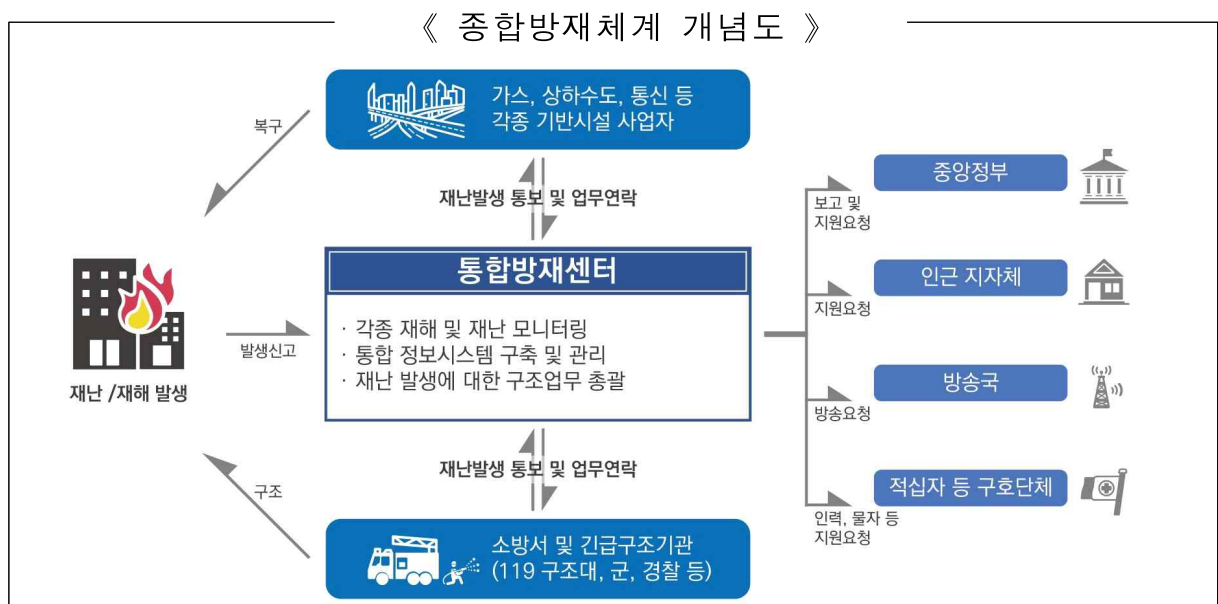 《 종합방재체계 개념도 》
가스, 상하수도, 통신 등
각종 기반시설 사업자
복구
재난발생 통보 및 업무연락
중앙정부
보고 및
지원요청
통합방재센터
· 각종 재해 및 재난 모니터링
· 통합 정보시스템 구축 및 관리
· 재난 발생에 대한 구조업무 총괄
인근 지자체
지원요청
발생신고
재난 /재해 발생
방송국
방송요청
재난발생 통보 및 업무연락
구조
적십자 등 구호단체
인력, 물자 등
지원요청
소방서 및 긴급구조기관
(119 구조대, 군, 경찰 등)